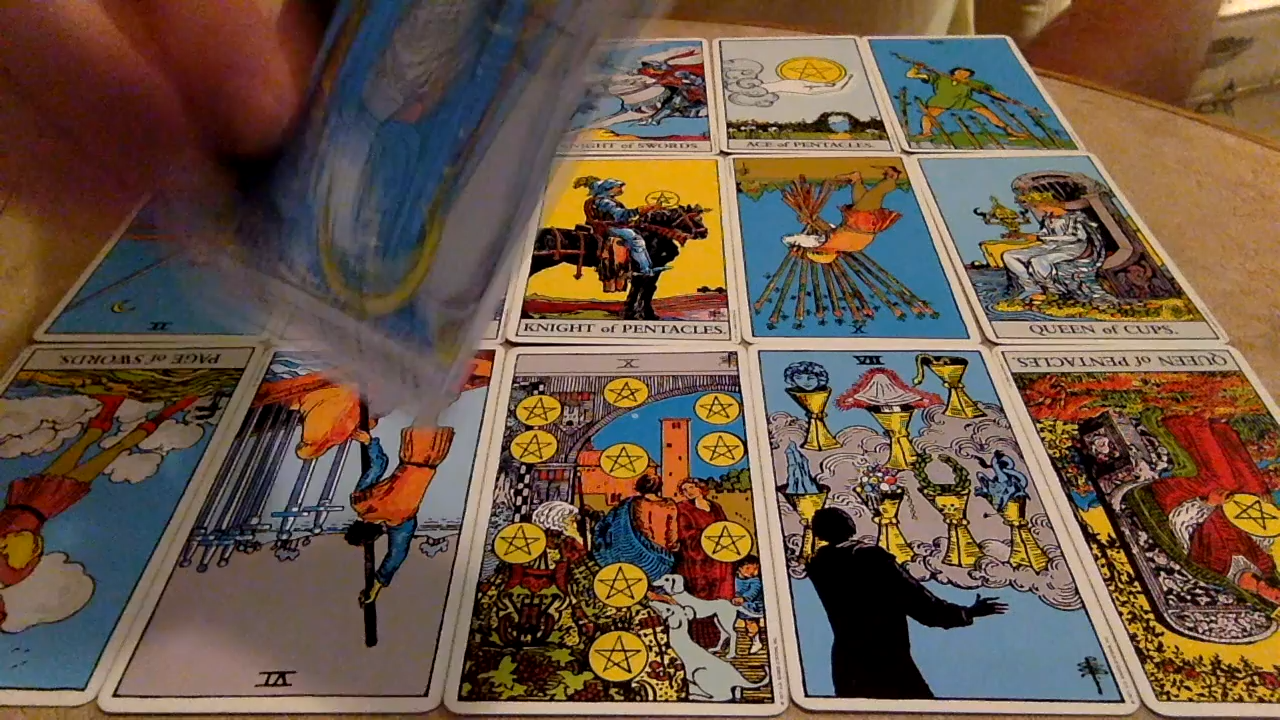 NIGHT of SWORDS.
ACE of PENTACLES.
KNIGHT of PENTACLES.
X
QUEEN of CUPS.
II
PAGE of SWORDS
X
VII
QUEEN of PENTACLES
VI